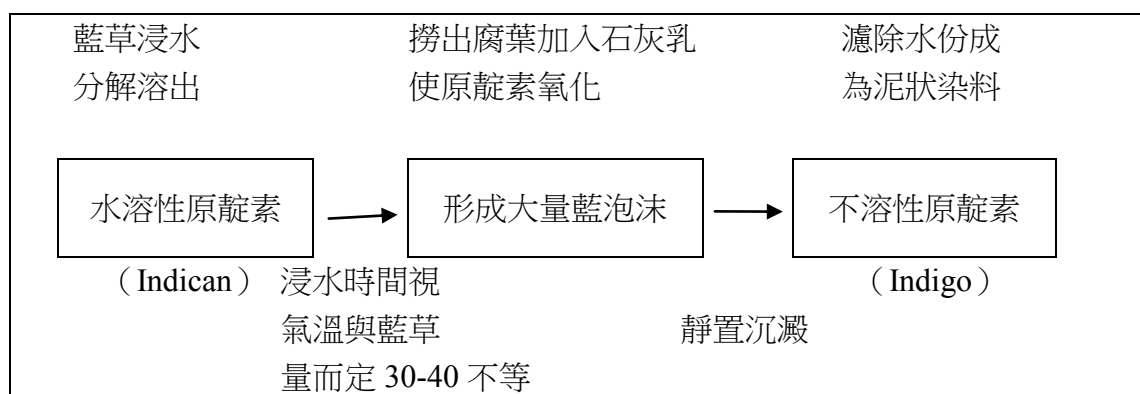 藍草浸水
分解溶出
撈出腐葉加入石灰乳
使原靛素氧化
濾除水份成
為泥狀染料
水溶性原靛素
形成大量藍泡沫
不溶性原靛素
（Indican）
浸水時間視
氣溫與藍草
量而定 30-40 不等
靜置沉澱
（Indigo）